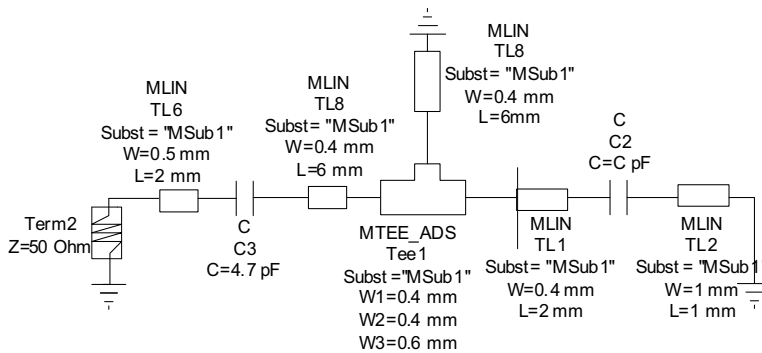 MLIN
TL8
Subst= "MSub1"
W=0.4 mm
L=6mm
MLIN
TL6
Subst = "MSub1"
W=0.5 mm
L=2 mm
MLIN
TL8
Subst = "MSub1"
W=0.4 mm
L=6 mm
C
C2
C=C pF
Term2
Z=50 Ohm
C
C3
C=4.7 pF
MTEE_ADS
Tee1
Subst ="MSub1"
W1=0.4 mm
W2=0.4 mm
W3=0.6 mm
MLIN
TL1
Subst = "MSub1"
W=0.4 mm
L=2 mm
MLIN
TL2
Subst = "MSub1"
W=1 mm
L=1 mm